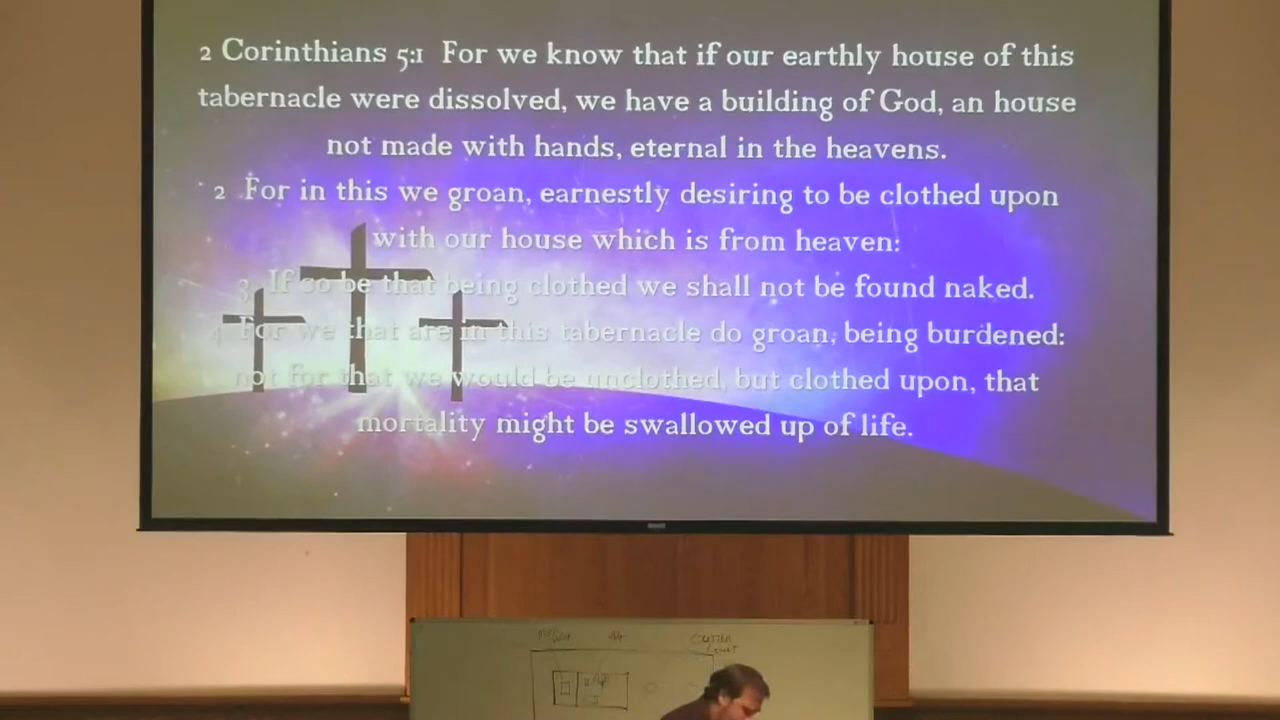 2 Corinthians 5:1 For we know that if our earthly house of this
tabernacle were dissolved, we have a building of God, an house
not made with hands, eternal in the heavens.
2 For in this we groan, earnestly desiring to be clothed upon
with our house which is from heaven:
3 If so be that being clothed we shall not be found naked.
4 For we that are in this tabernacle do groan, being burdened:
not for that we would be unclothed, but clothed upon, that
mortality might be swallowed up of life.
OUTER
COURT